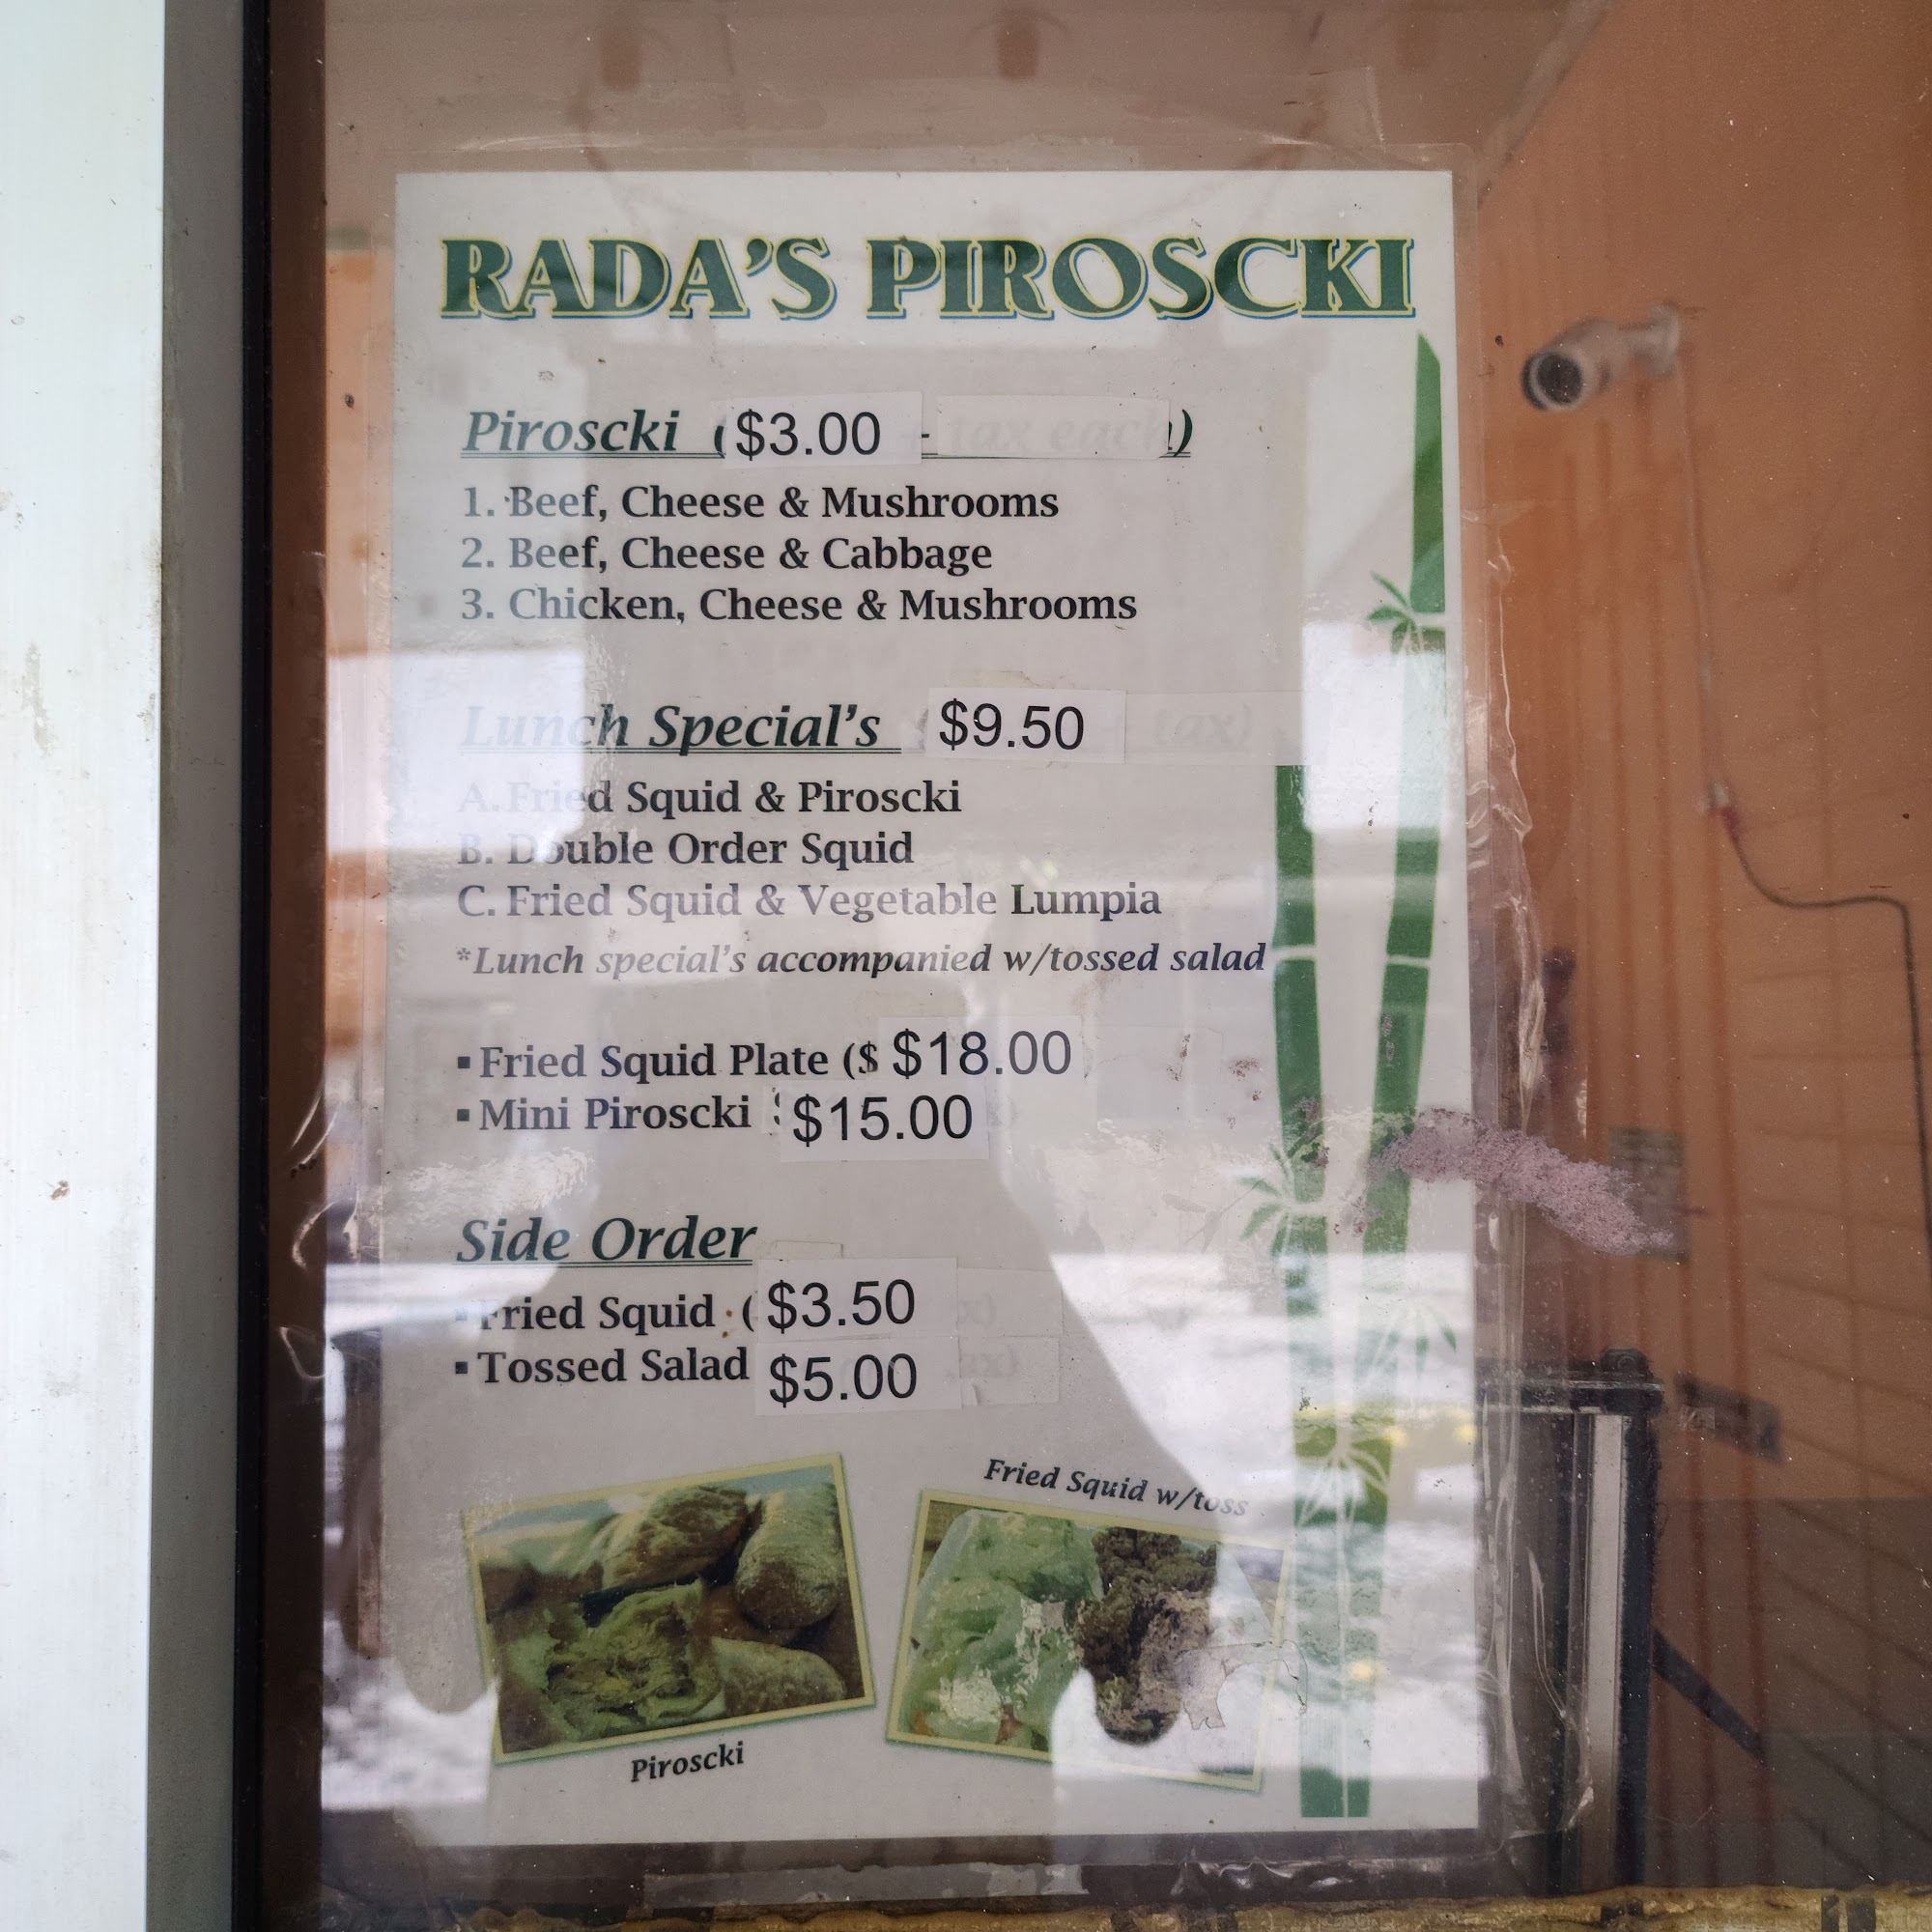 RADA'S PIROSCKI
Piroscki ($3.00 - tax each)
1. Beef, Cheese & Mushrooms
2. Beef, Cheese & Cabbage
3. Chicken, Cheese & Mushrooms
Lunch Special's $9.50 + tax)
A. Fried Squid & Piroscki
B. Double Order Squid
C. Fried Squid & Vegetable Lumpia
*Lunch special's accompanied w/tossed salad
▪ Fried Squid Plate ($ $18.00
▪ Mini Piroscki $15.00
Side Order
▪ Fried Squid ( $3.50
▪ Tossed Salad $5.00
Fried Squid w/toss
Piroscki